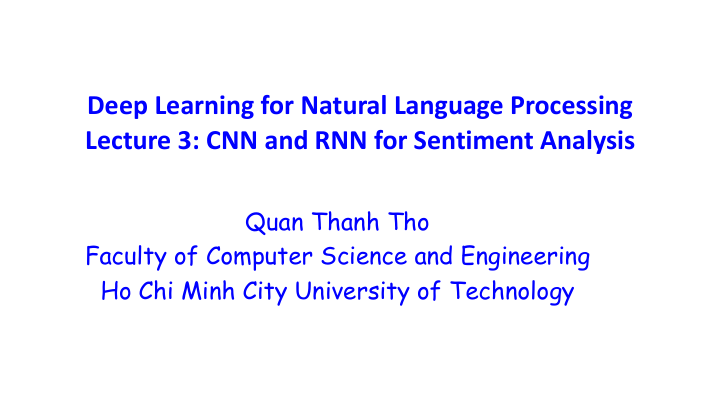 Deep Learning for Natural Language Processing
Lecture 3: CNN and RNN for Sentiment Analysis
Quan Thanh Tho
Faculty of Computer Science and Engineering
Ho Chi Minh City University of Technology